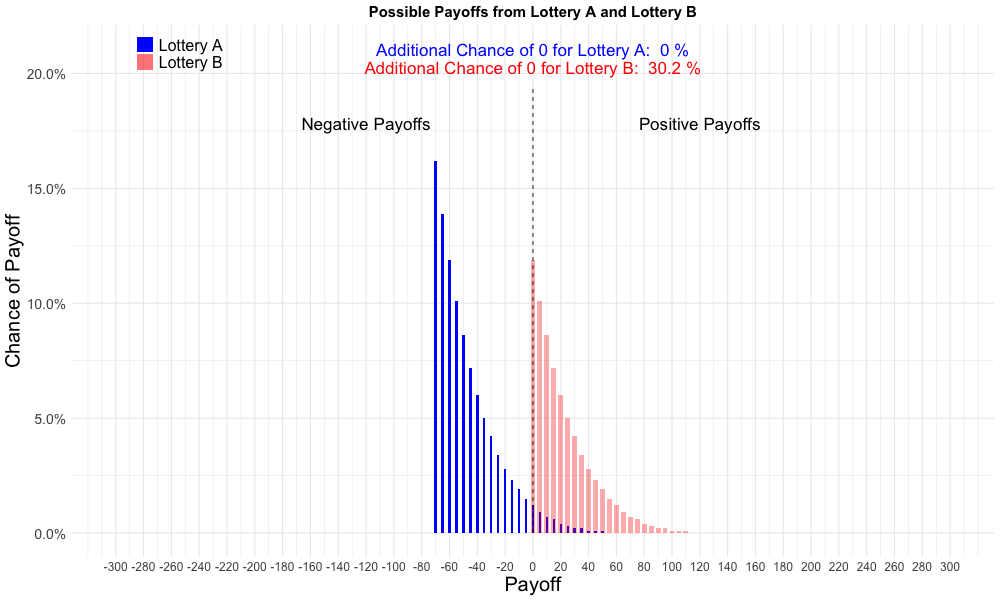 Possible Payoffs from Lottery A and Lottery B
Lottery A
Lottery B
Additional Chance of 0 for Lottery A:  0 %
Additional Chance of 0 for Lottery B:  30.2 %
Negative Payoffs
Positive Payoffs
Chance of Payoff
20.0%
15.0%
10.0%
5.0%
0.0%
-300 -280 -260 -240 -220 -200 -180 -160 -140 -120 -100 -80 -60 -40 -20 0 20 40 60 80 100 120 140 160 180 200 220 240 260 280 300
Payoff